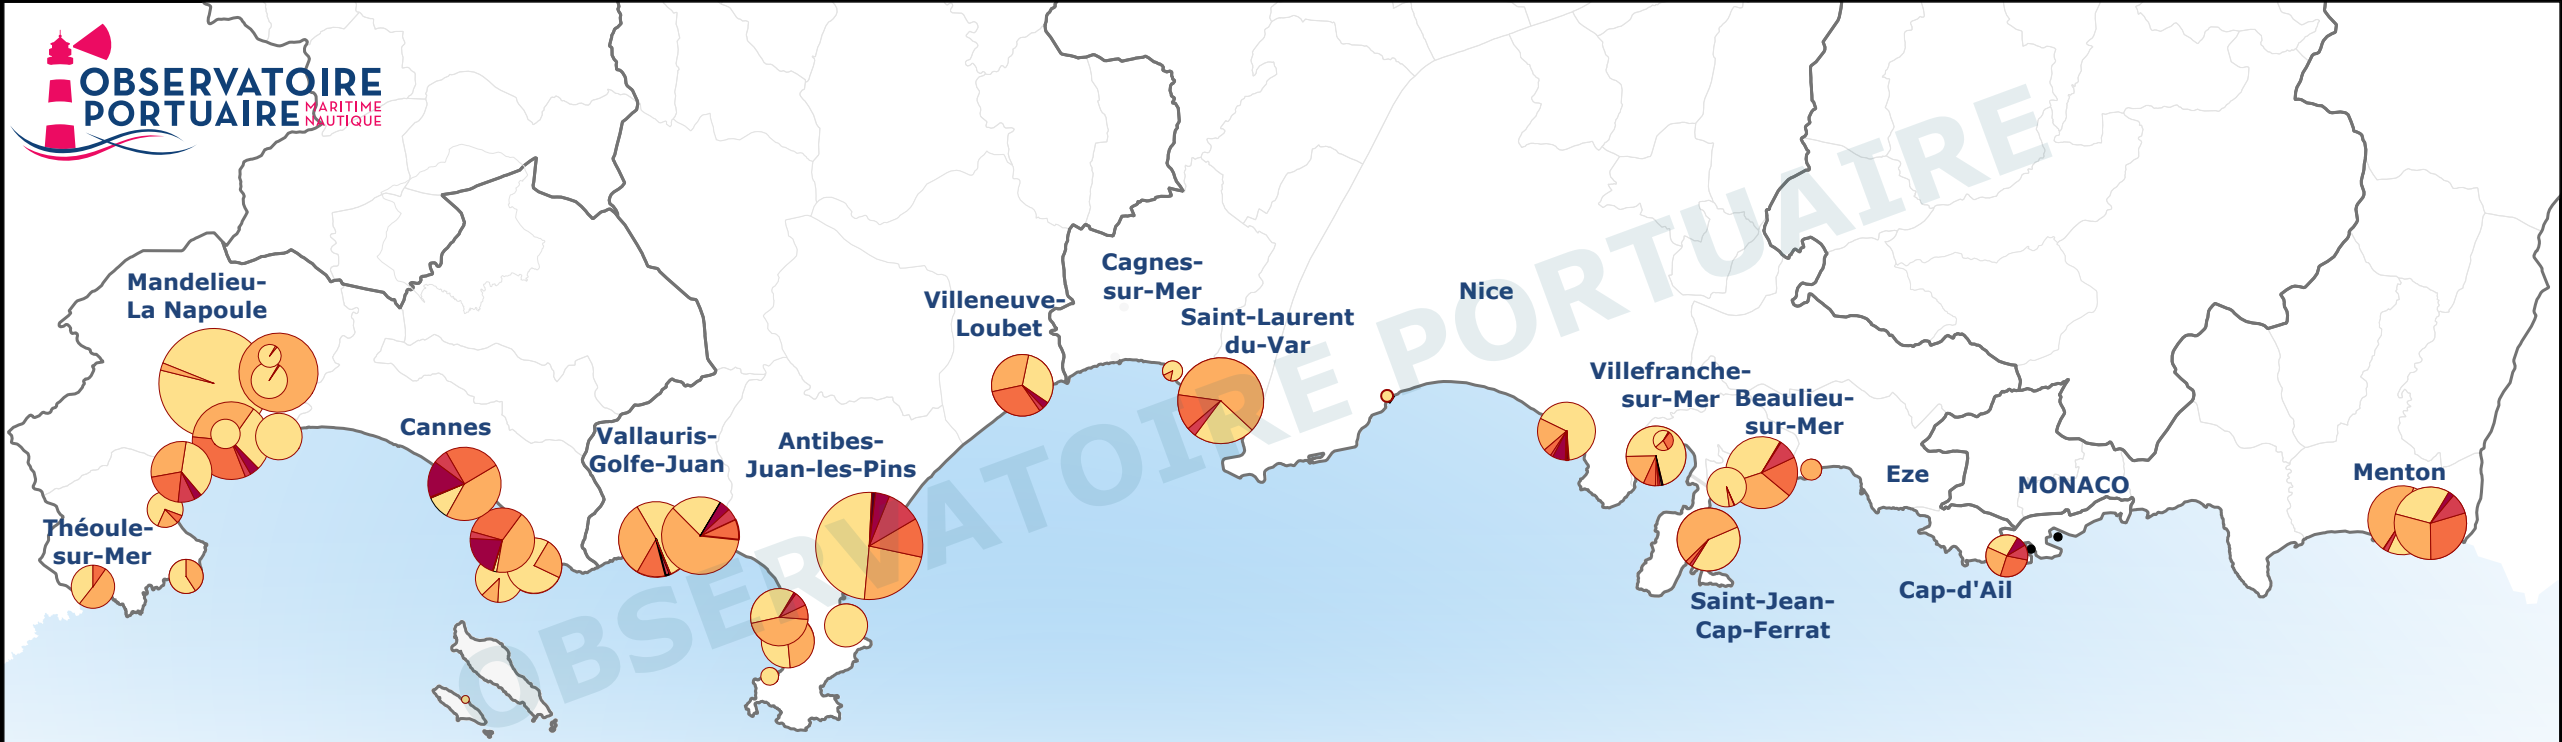 OBSERVATOIRE
PORTUAIRE MARITIME
NAUTIQUE
Mandelieu-
La Napoule
Théoule-
sur-Mer
Cannes
Vallauris-
Golfe-Juan
Antibes-
Juan-les-Pins
Villeneuve-
Loubet
Cagnes-
sur-Mer
Saint-Laurent
du-Var
Nice
Villefranche-
sur-Mer
Beaulieu-
sur-Mer
Saint-Jean-
Cap-Ferrat
Eze
MONACO
Cap-d'Ail
Menton
OBSERVATOIRE PORTUAIRE